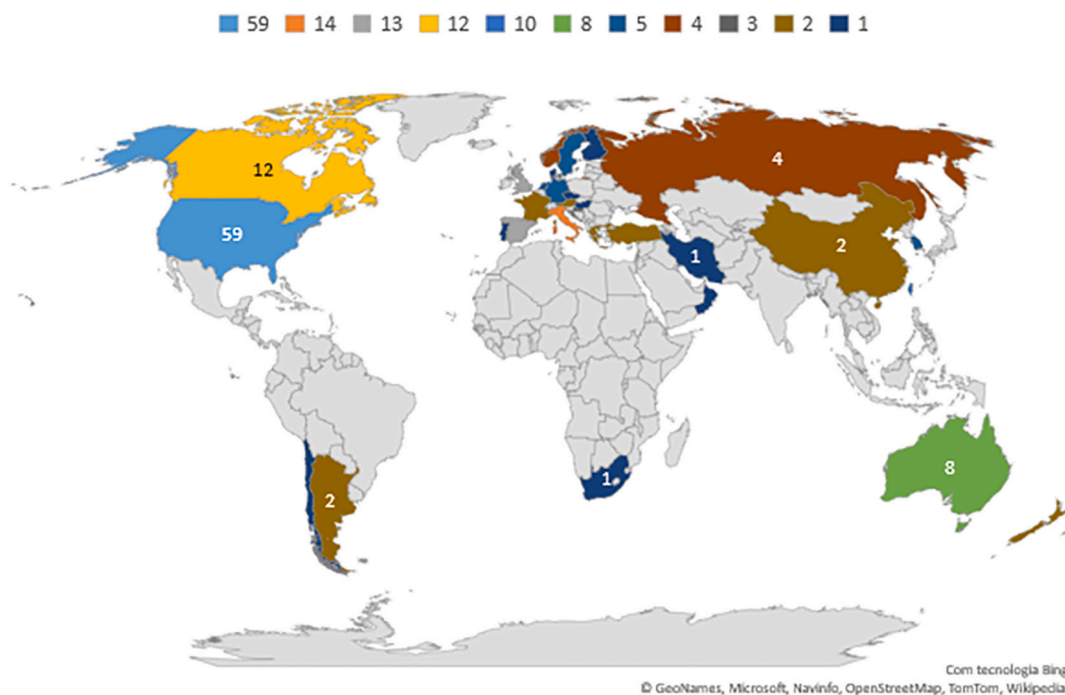 59 14 13 12 10 8 5 4 3 2 1
12
4
59
2
1
2
8
1
Com tecnologia Bing
© GeoNames, Microsoft, Navinfo, OpenStreetMap, TomTom, Wikipedia